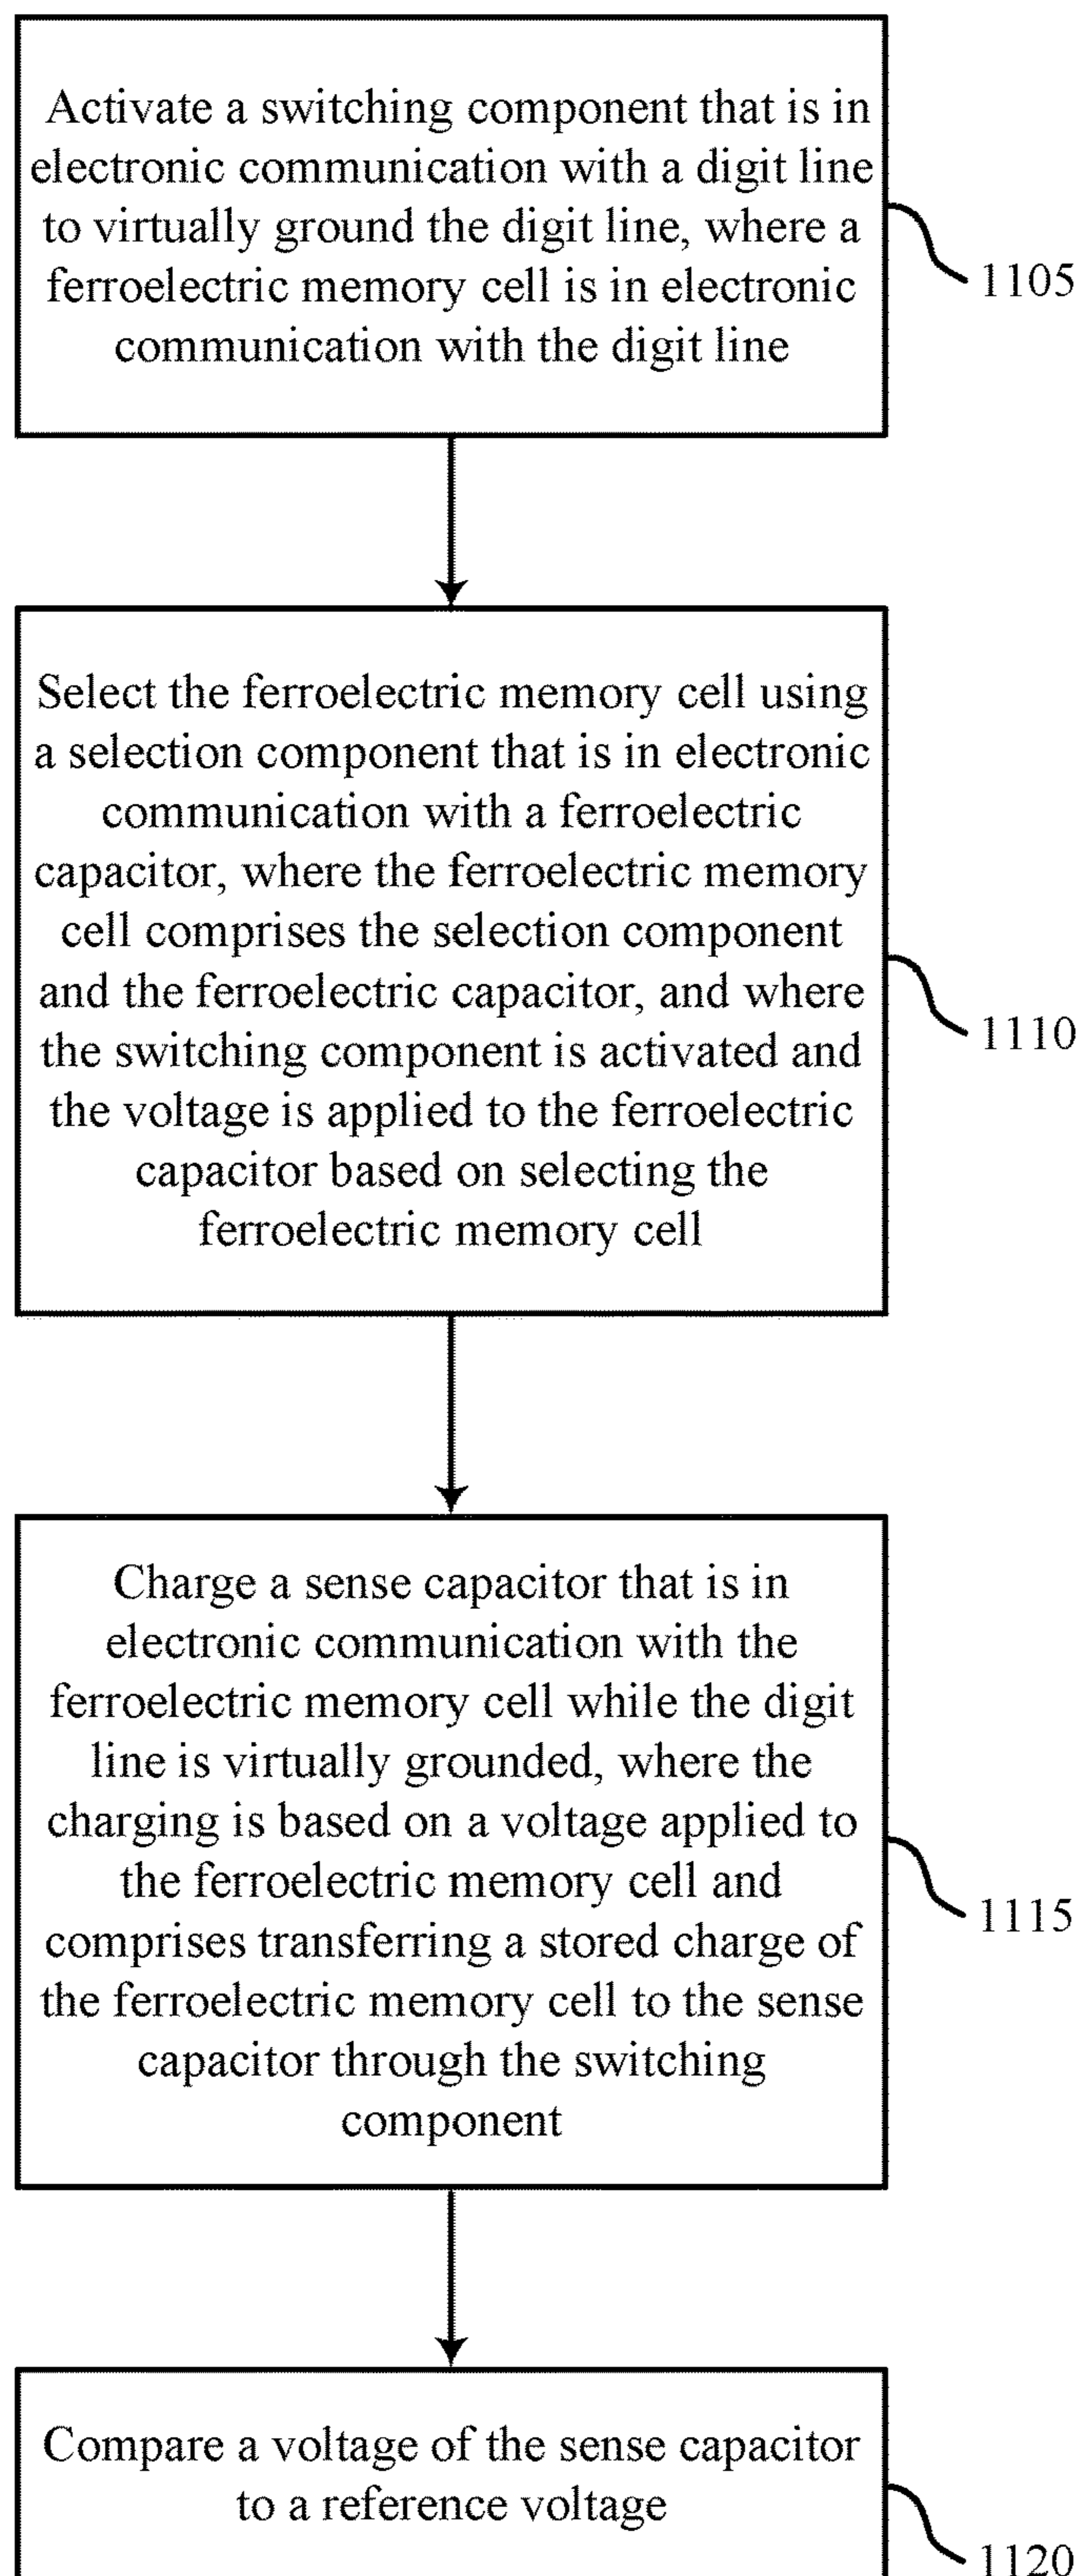 Activate a switching component that is in
electronic communication with a digit line
to virtually ground the digit line, where a
ferroelectric memory cell is in electronic
communication with the digit line
1105
Select the ferroelectric memory cell using
a selection component that is in electronic
communication with a ferroelectric
capacitor, where the ferroelectric memory
cell comprises the selection component
and the ferroelectric capacitor, and where
the switching component is activated and
the voltage is applied to the ferroelectric
capacitor based on selecting the
ferroelectric memory cell
1110
Charge a sense capacitor that is in
electronic communication with the
ferroelectric memory cell while the digit
line is virtually grounded, where the
charging is based on a voltage applied to
the ferroelectric memory cell and
comprises transferring a stored charge of
the ferroelectric memory cell to the sense
capacitor through the switching
component
1115
Compare a voltage of the sense capacitor
to a reference voltage
1120